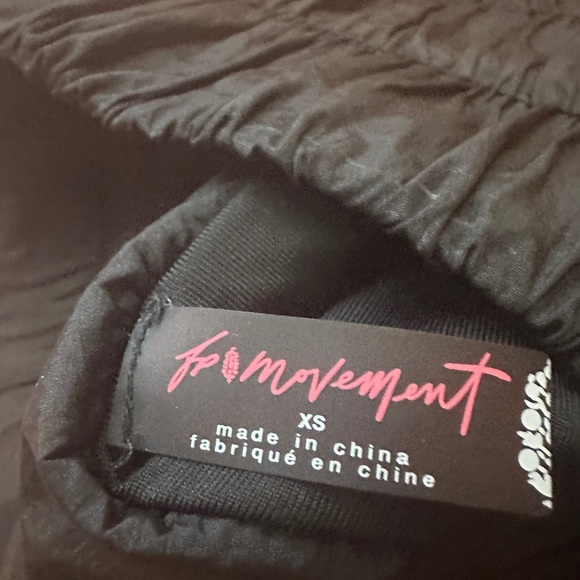 fp movement
XS
made in china
fabriqué en chine